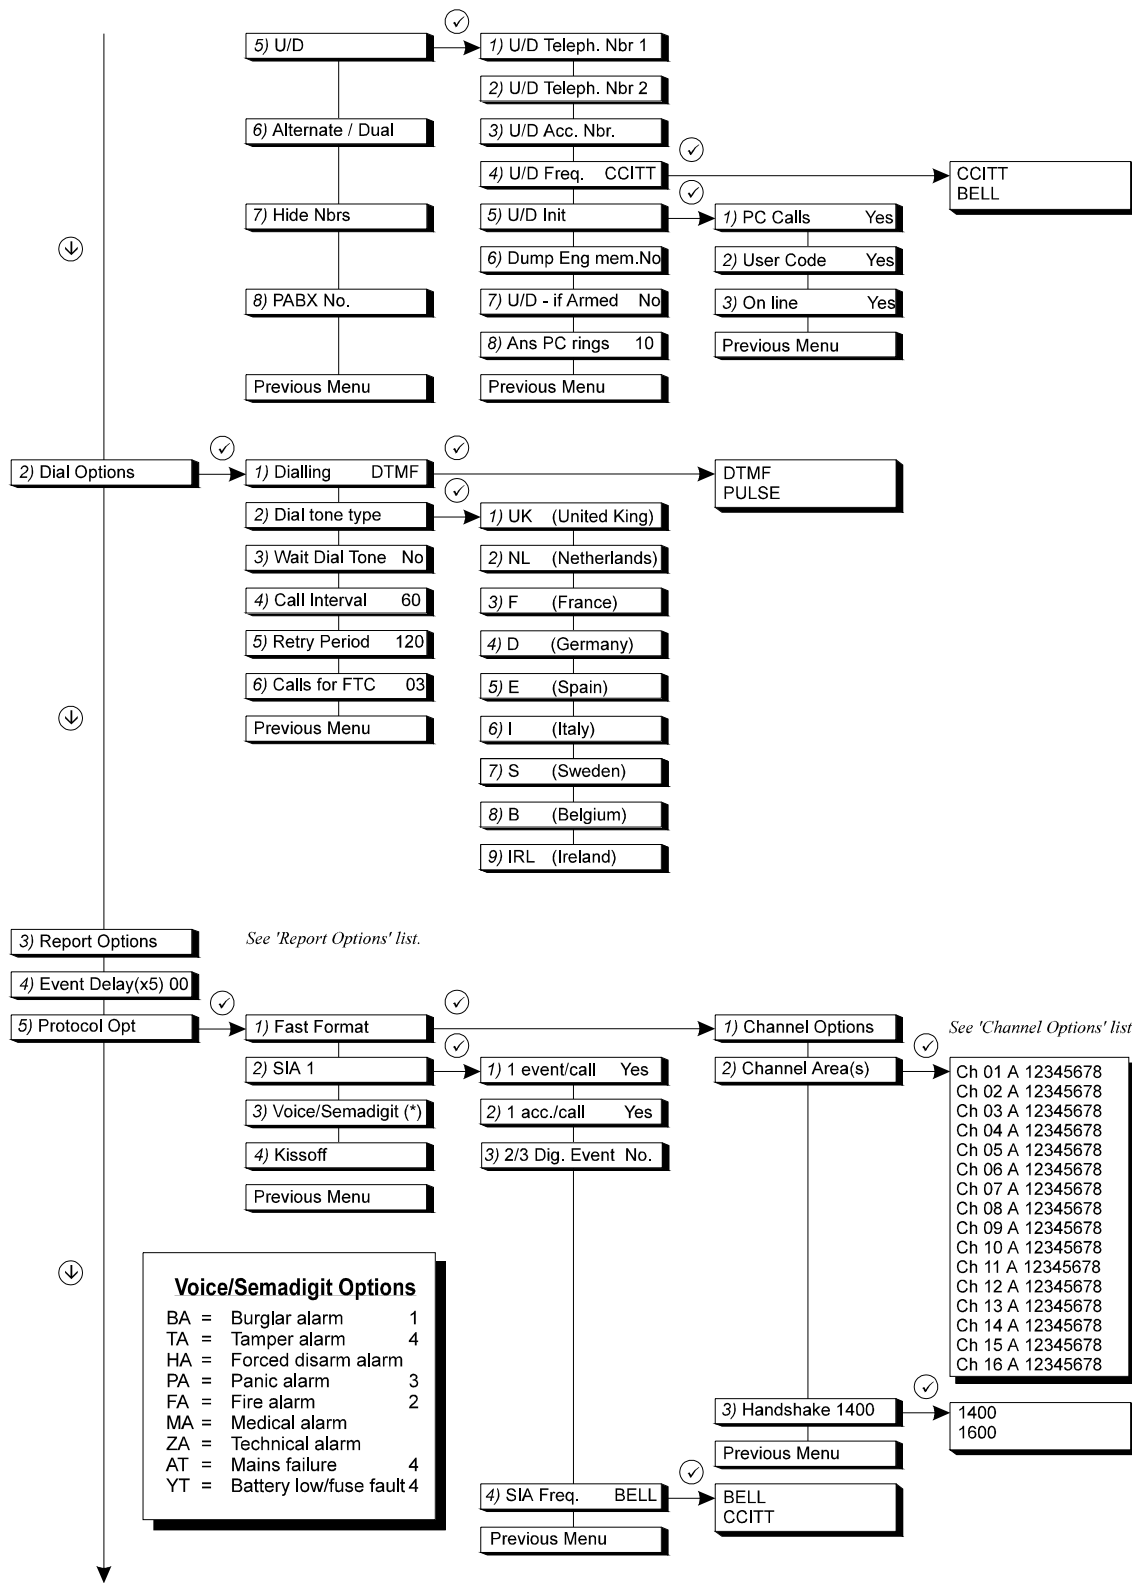 5) U/D
6) Alternate / Dual
7) Hide Nbrs
8) PABX No.
Previous Menu
1) U/D Teleph. Nbr 1
2) U/D Teleph. Nbr 2
3) U/D Acc. Nbr.
4) U/D Freq. CCITT
5) U/D Init
6) Dump Eng mem.No
7) U/D - if Armed No
8) Ans PC rings 10
Previous Menu
CCITT
BELL
1) PC Calls Yes
2) User Code Yes
3) On line Yes
Previous Menu
2) Dial Options
1) Dialling DTMF
2) Dial tone type
3) Wait Dial Tone No
4) Call Interval 60
5) Retry Period 120
6) Calls for FTC 03
Previous Menu
DTMF
PULSE
1) UK (United King)
2) NL (Netherlands)
3) F (France)
4) D (Germany)
5) E (Spain)
6) I (Italy)
7) S (Sweden)
8) B (Belgium)
9) IRL (Ireland)
3) Report Options
See 'Report Options' list.
4) Event Delay(x5) 00
5) Protocol Opt
1) Fast Format
2) SIA 1
3) Voice/Semadigit (*)
4) Kissoff
Previous Menu
1) 1 event/call Yes
2) 1 acc./call Yes
3) 2/3 Dig. Event No.
4) SIA Freq. BELL
Previous Menu
1) Channel Options
See 'Channel Options' list
2) Channel Area(s)
Ch 01 A 12345678
Ch 02 A 12345678
Ch 03 A 12345678
Ch 04 A 12345678
Ch 05 A 12345678
Ch 06 A 12345678
Ch 07 A 12345678
Ch 08 A 12345678
Ch 09 A 12345678
Ch 10 A 12345678
Ch 11 A 12345678
Ch 12 A 12345678
Ch 13 A 12345678
Ch 14 A 12345678
Ch 15 A 12345678
Ch 16 A 12345678
3) Handshake 1400
1400
1600
Previous Menu
BELL
CCITT
Voice/Semadigit Options
BA = Burglar alarm 1
TA = Tamper alarm 4
HA = Forced disarm alarm
PA = Panic alarm 3
FA = Fire alarm 2
MA = Medical alarm
ZA = Technical alarm
AT = Mains failure 4
YT = Battery low/fuse fault 4